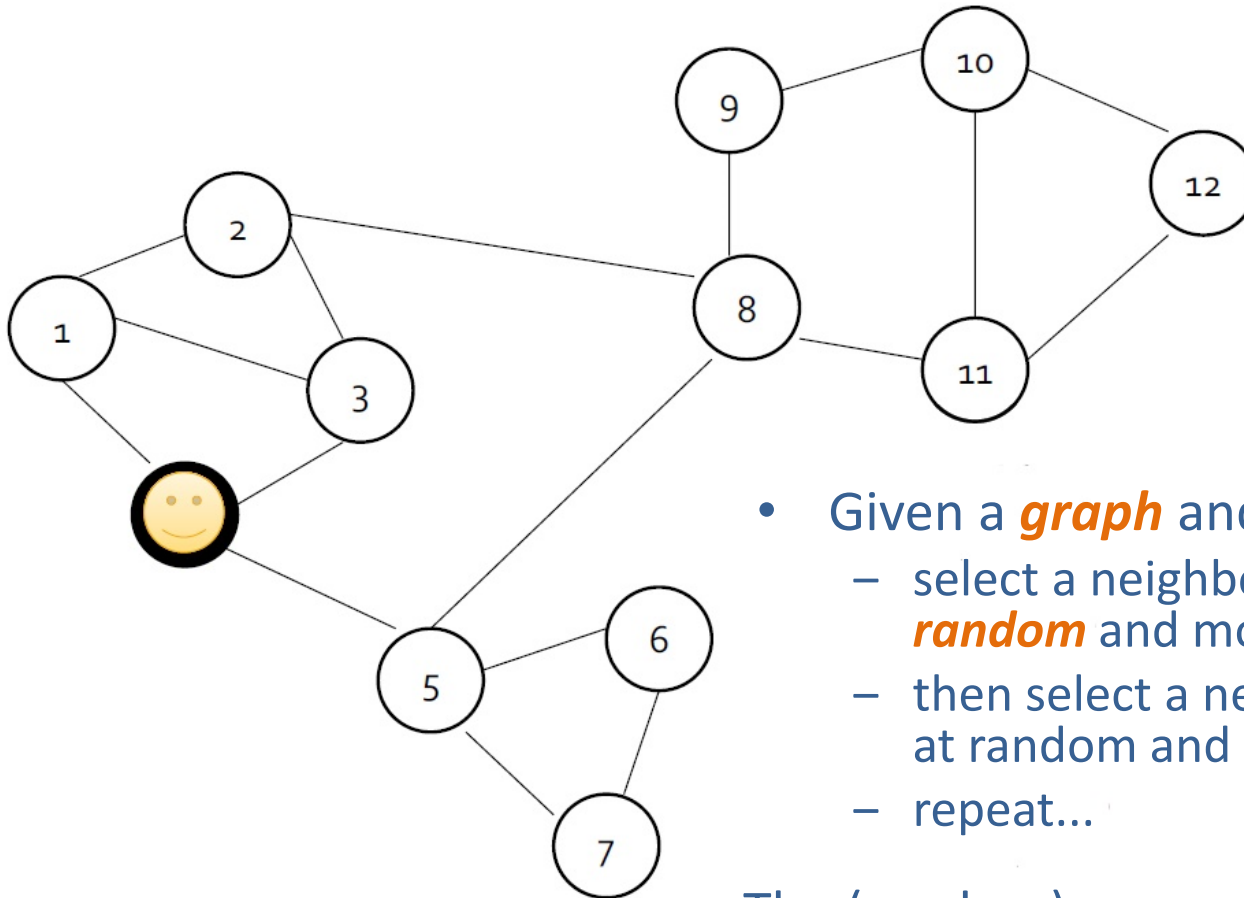 10
9
12
2
8
1
11
3
• Given a graph and
– select a neighb
random and mo
– then select a ne
at random and
6
5
– repeat...
7